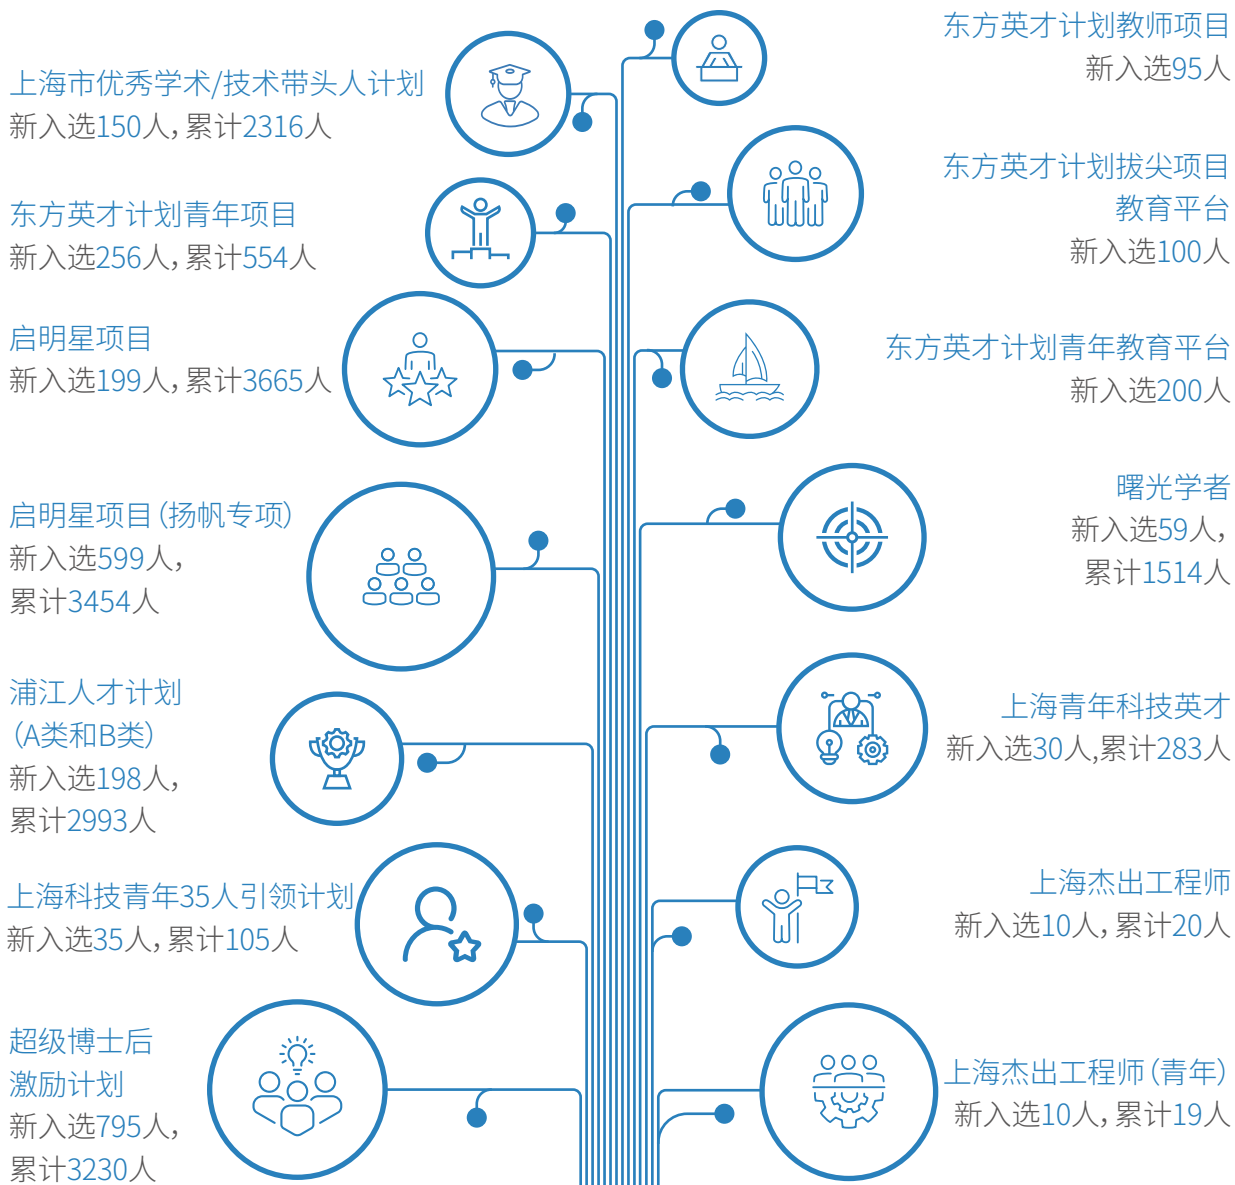 上海市优秀学术/技术带头人计划
新入选150人，累计2316人
东方英才计划青年项目
新入选256人，累计554人
启明星项目
新入选199人，累计3665人
启明星项目（扬帆专项）
新入选599人，
累计3454人
浦江人才计划
（A类和B类）
新入选198人，
累计2993人
上海科技青年35人引领计划
新入选35人，累计105人
超级博士后
激励计划
新入选795人，
累计3230人
东方英才计划教师项目
新入选95人
东方英才计划拔尖项目
教育平台
新入选100人
东方英才计划青年教育平台
新入选200人
曙光学者
新入选59人，
累计1514人
上海青年科技英才
新入选30人,累计283人
上海杰出工程师
新入选10人，累计20人
上海杰出工程师（青年）
新入选10人，累计19人